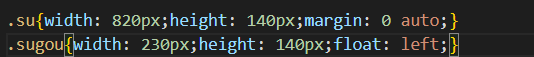 .su{width: 820px;height: 140px;margin: 0 auto;}
.sugou{width: 230px;height: 140px;float: left;}